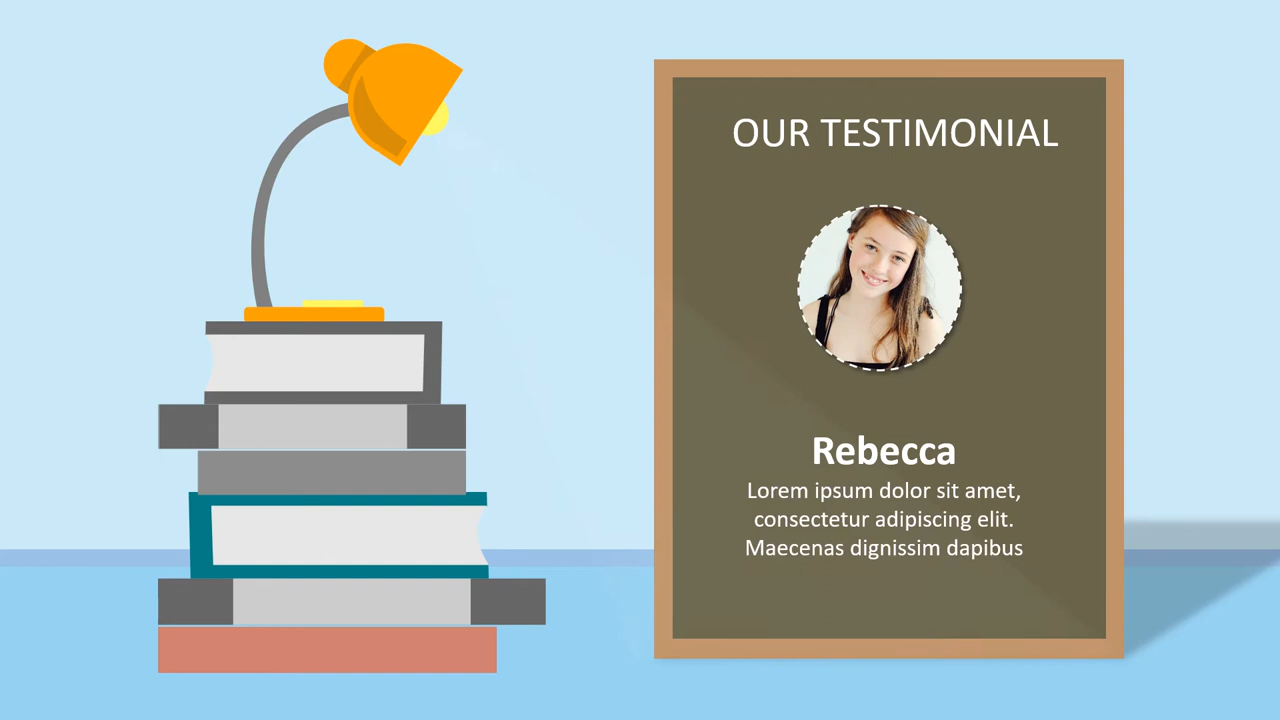 OUR TESTIMONIAL
Rebecca
Lorem ipsum dolor sit amet,
consectetur adipiscing elit.
Maecenas dignissim dapibus